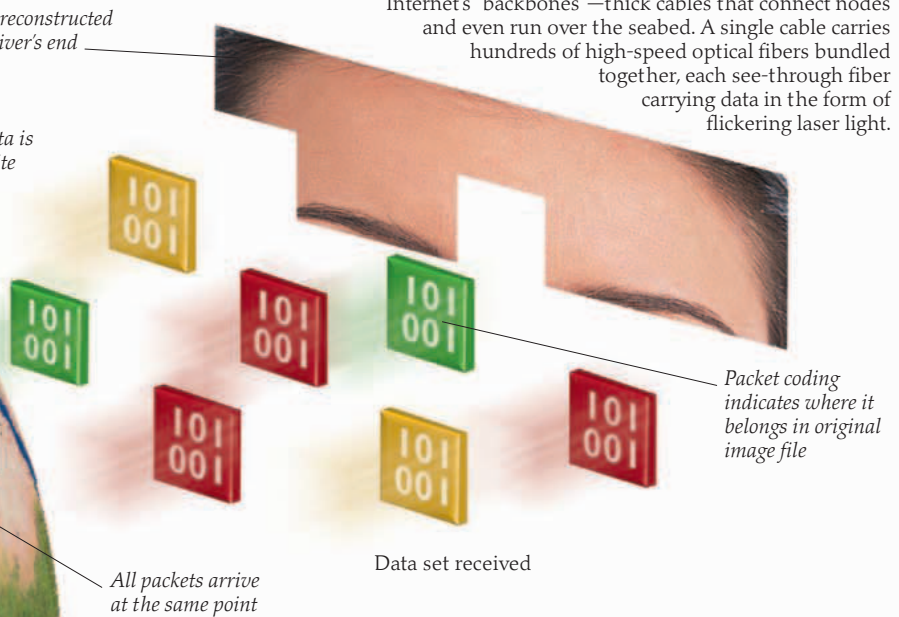 Internet's "backbones"—thick cables that connect nodes
and even run over the seabed. A single cable carries
hundreds of high-speed optical fibers bundled
together, each see-through fiber
carrying data in the form of
flickering laser light.
reconstructed
end
is
101
001
101
001
101
001
101
001
101
001
101
001
101
001
Packet coding
indicates where it
belongs in original
image file
Data set received
All packets arrive
at the same point